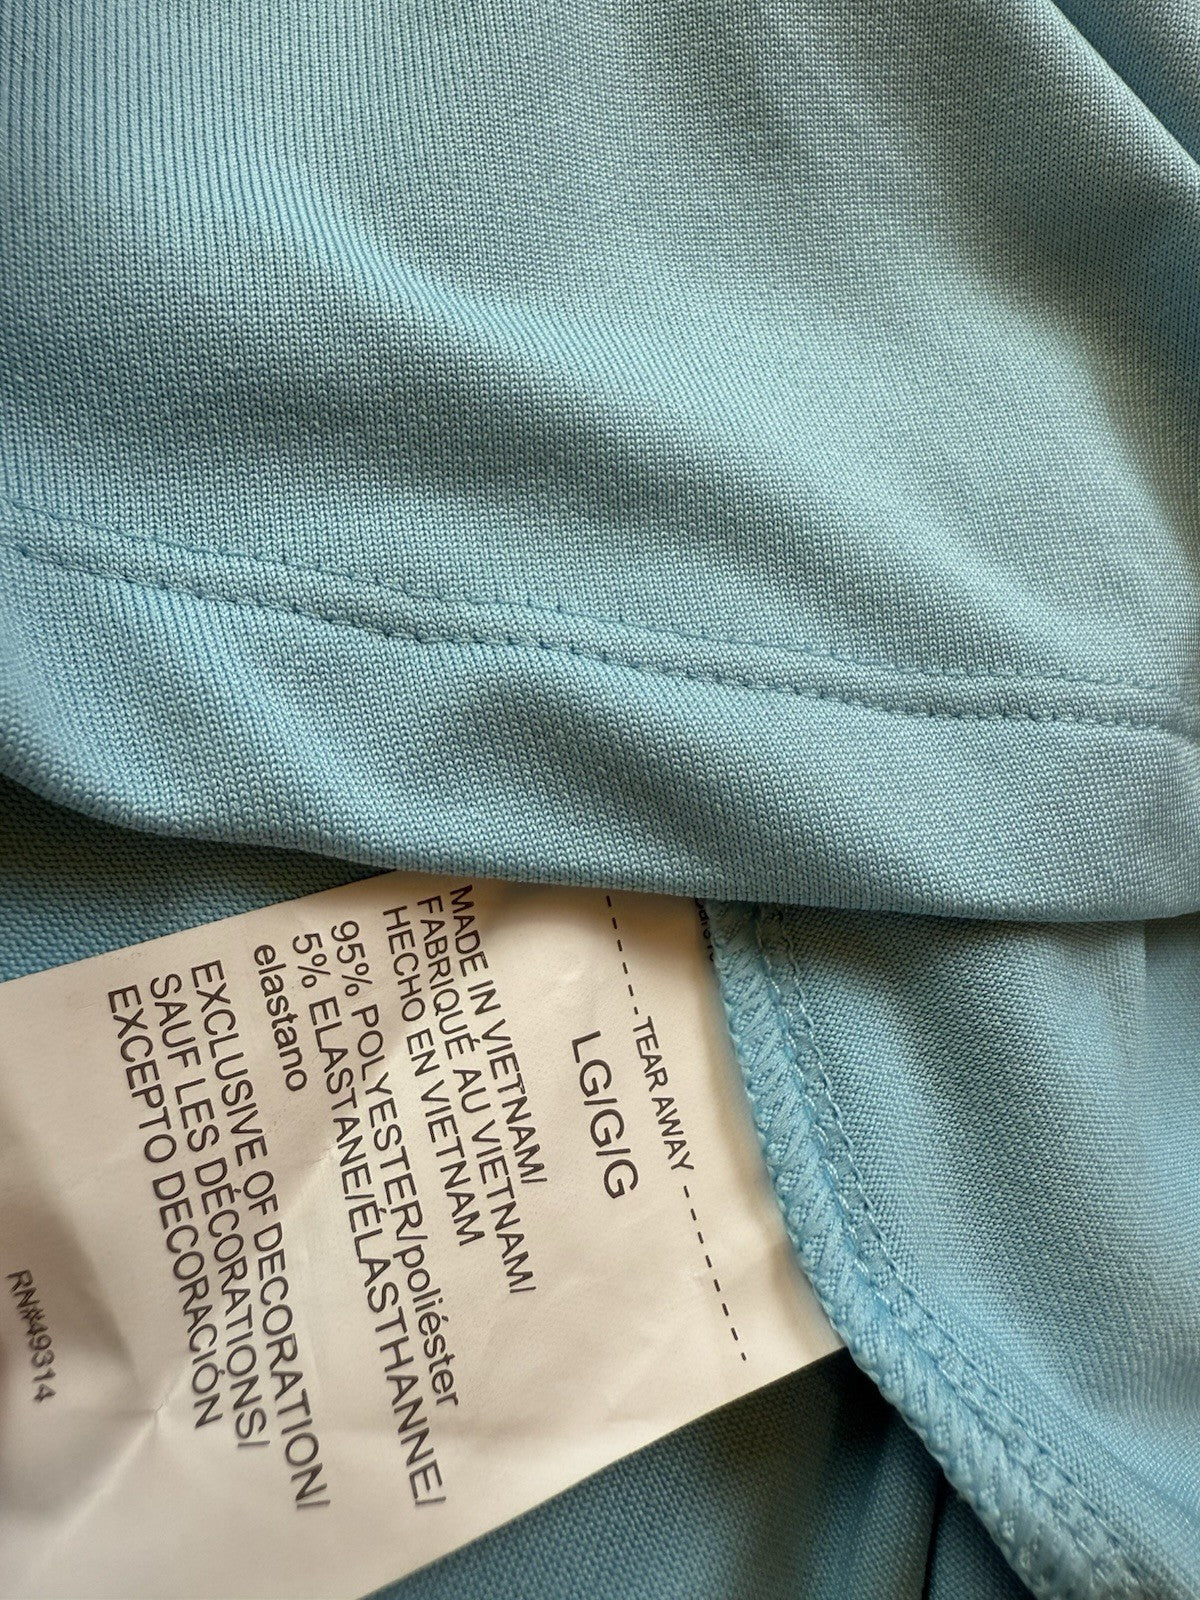 - - - - -TEAR AWAY - - - - - - -
LG/G/G
MADE IN VIETNAM/
FABRIQUÉ AU VIETNAM/
HECHO EN VIETNAM
95% POLYESTER/poliéster
5% ELASTANE/ÉLASTHANNE/
elastano
EXCLUSIVE OF DECORATION/
SAUF LES DÉCORATIONS/
EXCEPTO DECORACIÓN
RN#49314